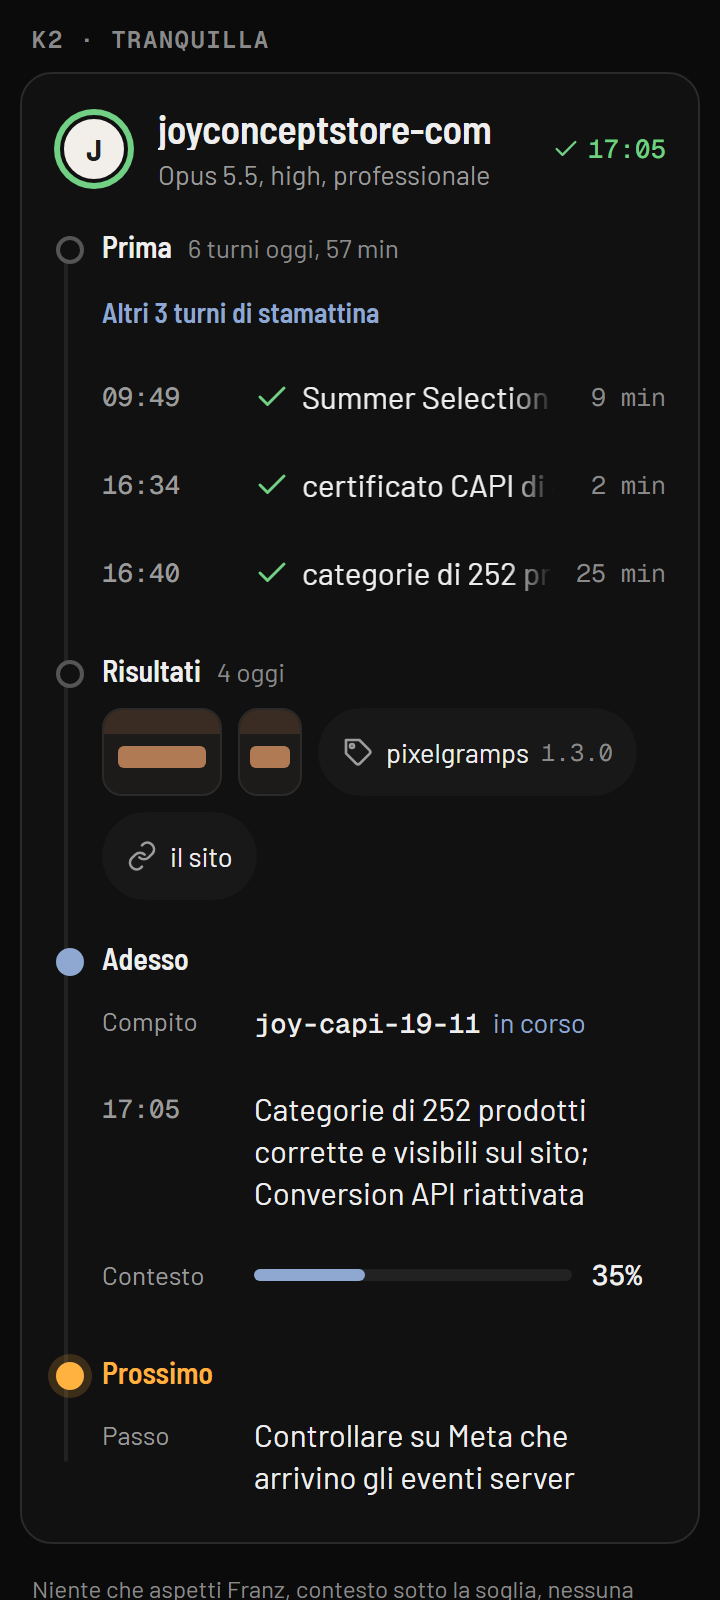 K2 · TRANQUILLA
joyconceptstore-com
J
✓ 17:05
Opus 5.5, high, professionale
Prima 6 turni oggi, 57 min
Altri 3 turni di stamattina
09:49 ✓ Summer Selection 9 min
16:34 ✓ certificato CAPI di 2 min
16:40 ✓ categorie di 252 pr 25 min
Risultati 4 oggi
pixelgramps 1.3.0
il sito
Adesso
Compito joy-capi-19-11 in corso
17:05 Categorie di 252 prodotti
corrette e visibili sul sito;
Conversion API riattivata
Contesto 35%
Prossimo
Passo Controllare su Meta che
arrivino gli eventi server
Niente che aspetti Franz, contesto sotto la soglia, nessuna